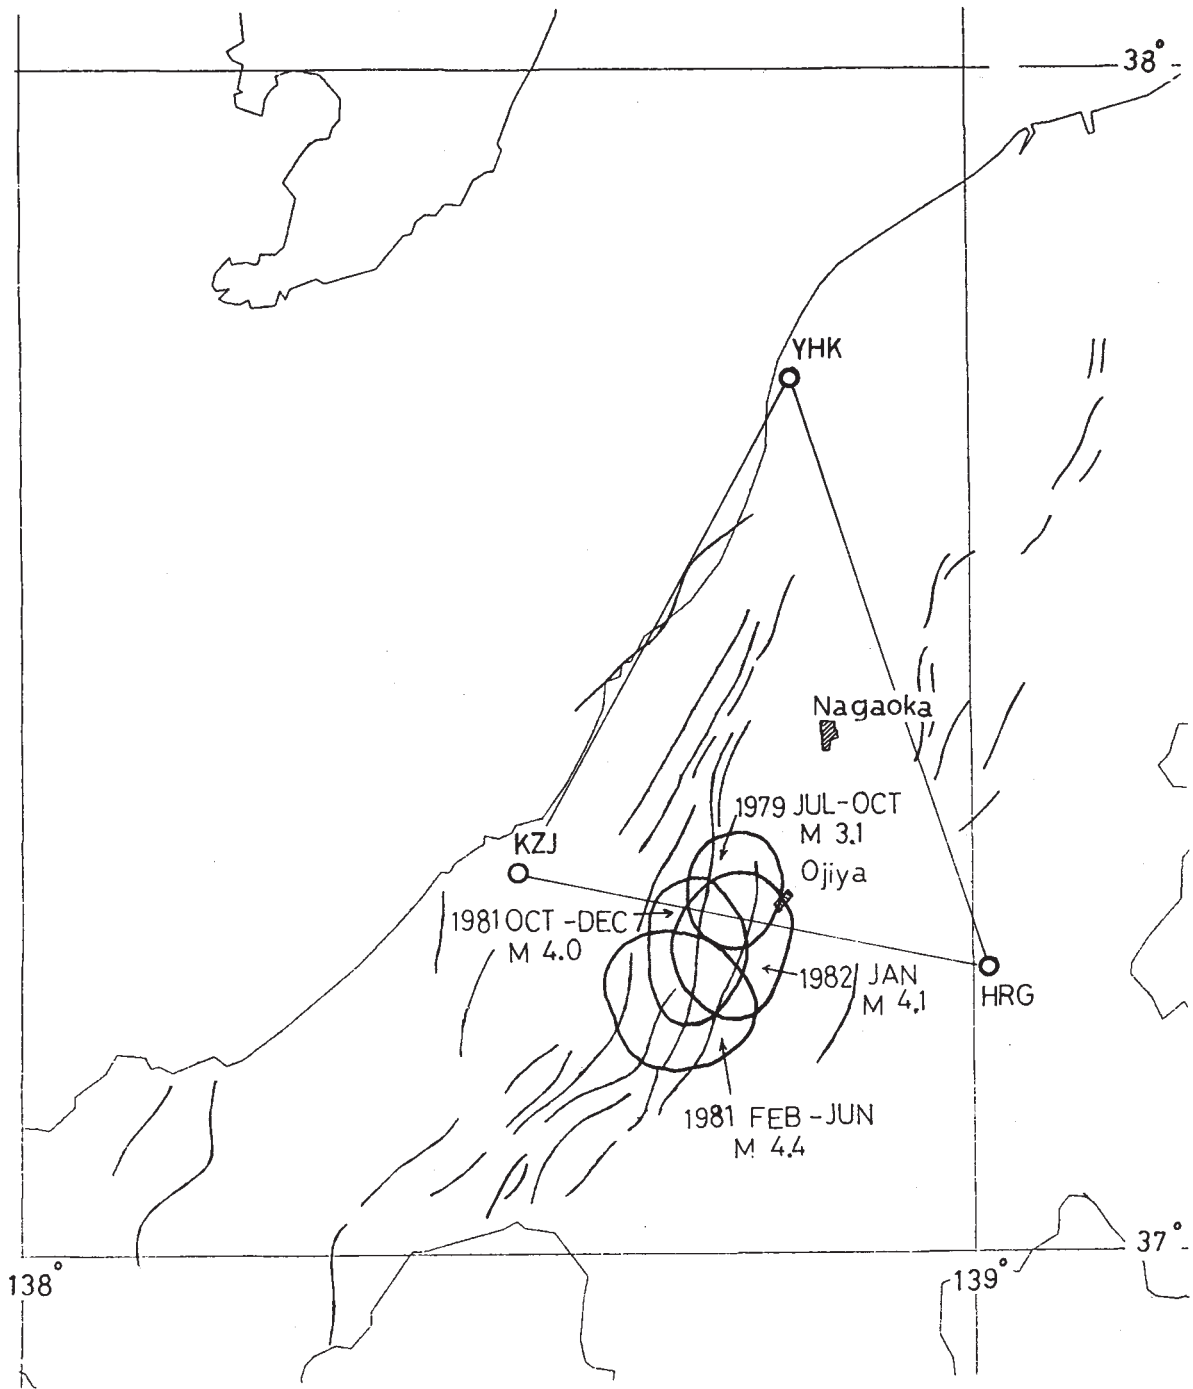 38°
YHK
Nagaoka
1979 JUL-OCT
M 3.1
KZJ
Ojiya
1981 OCT-DEC
M 4.0
1982 JAN
M 4.1
HRG
1981 FEB-JUN
M 4.4
37°
138°
139°